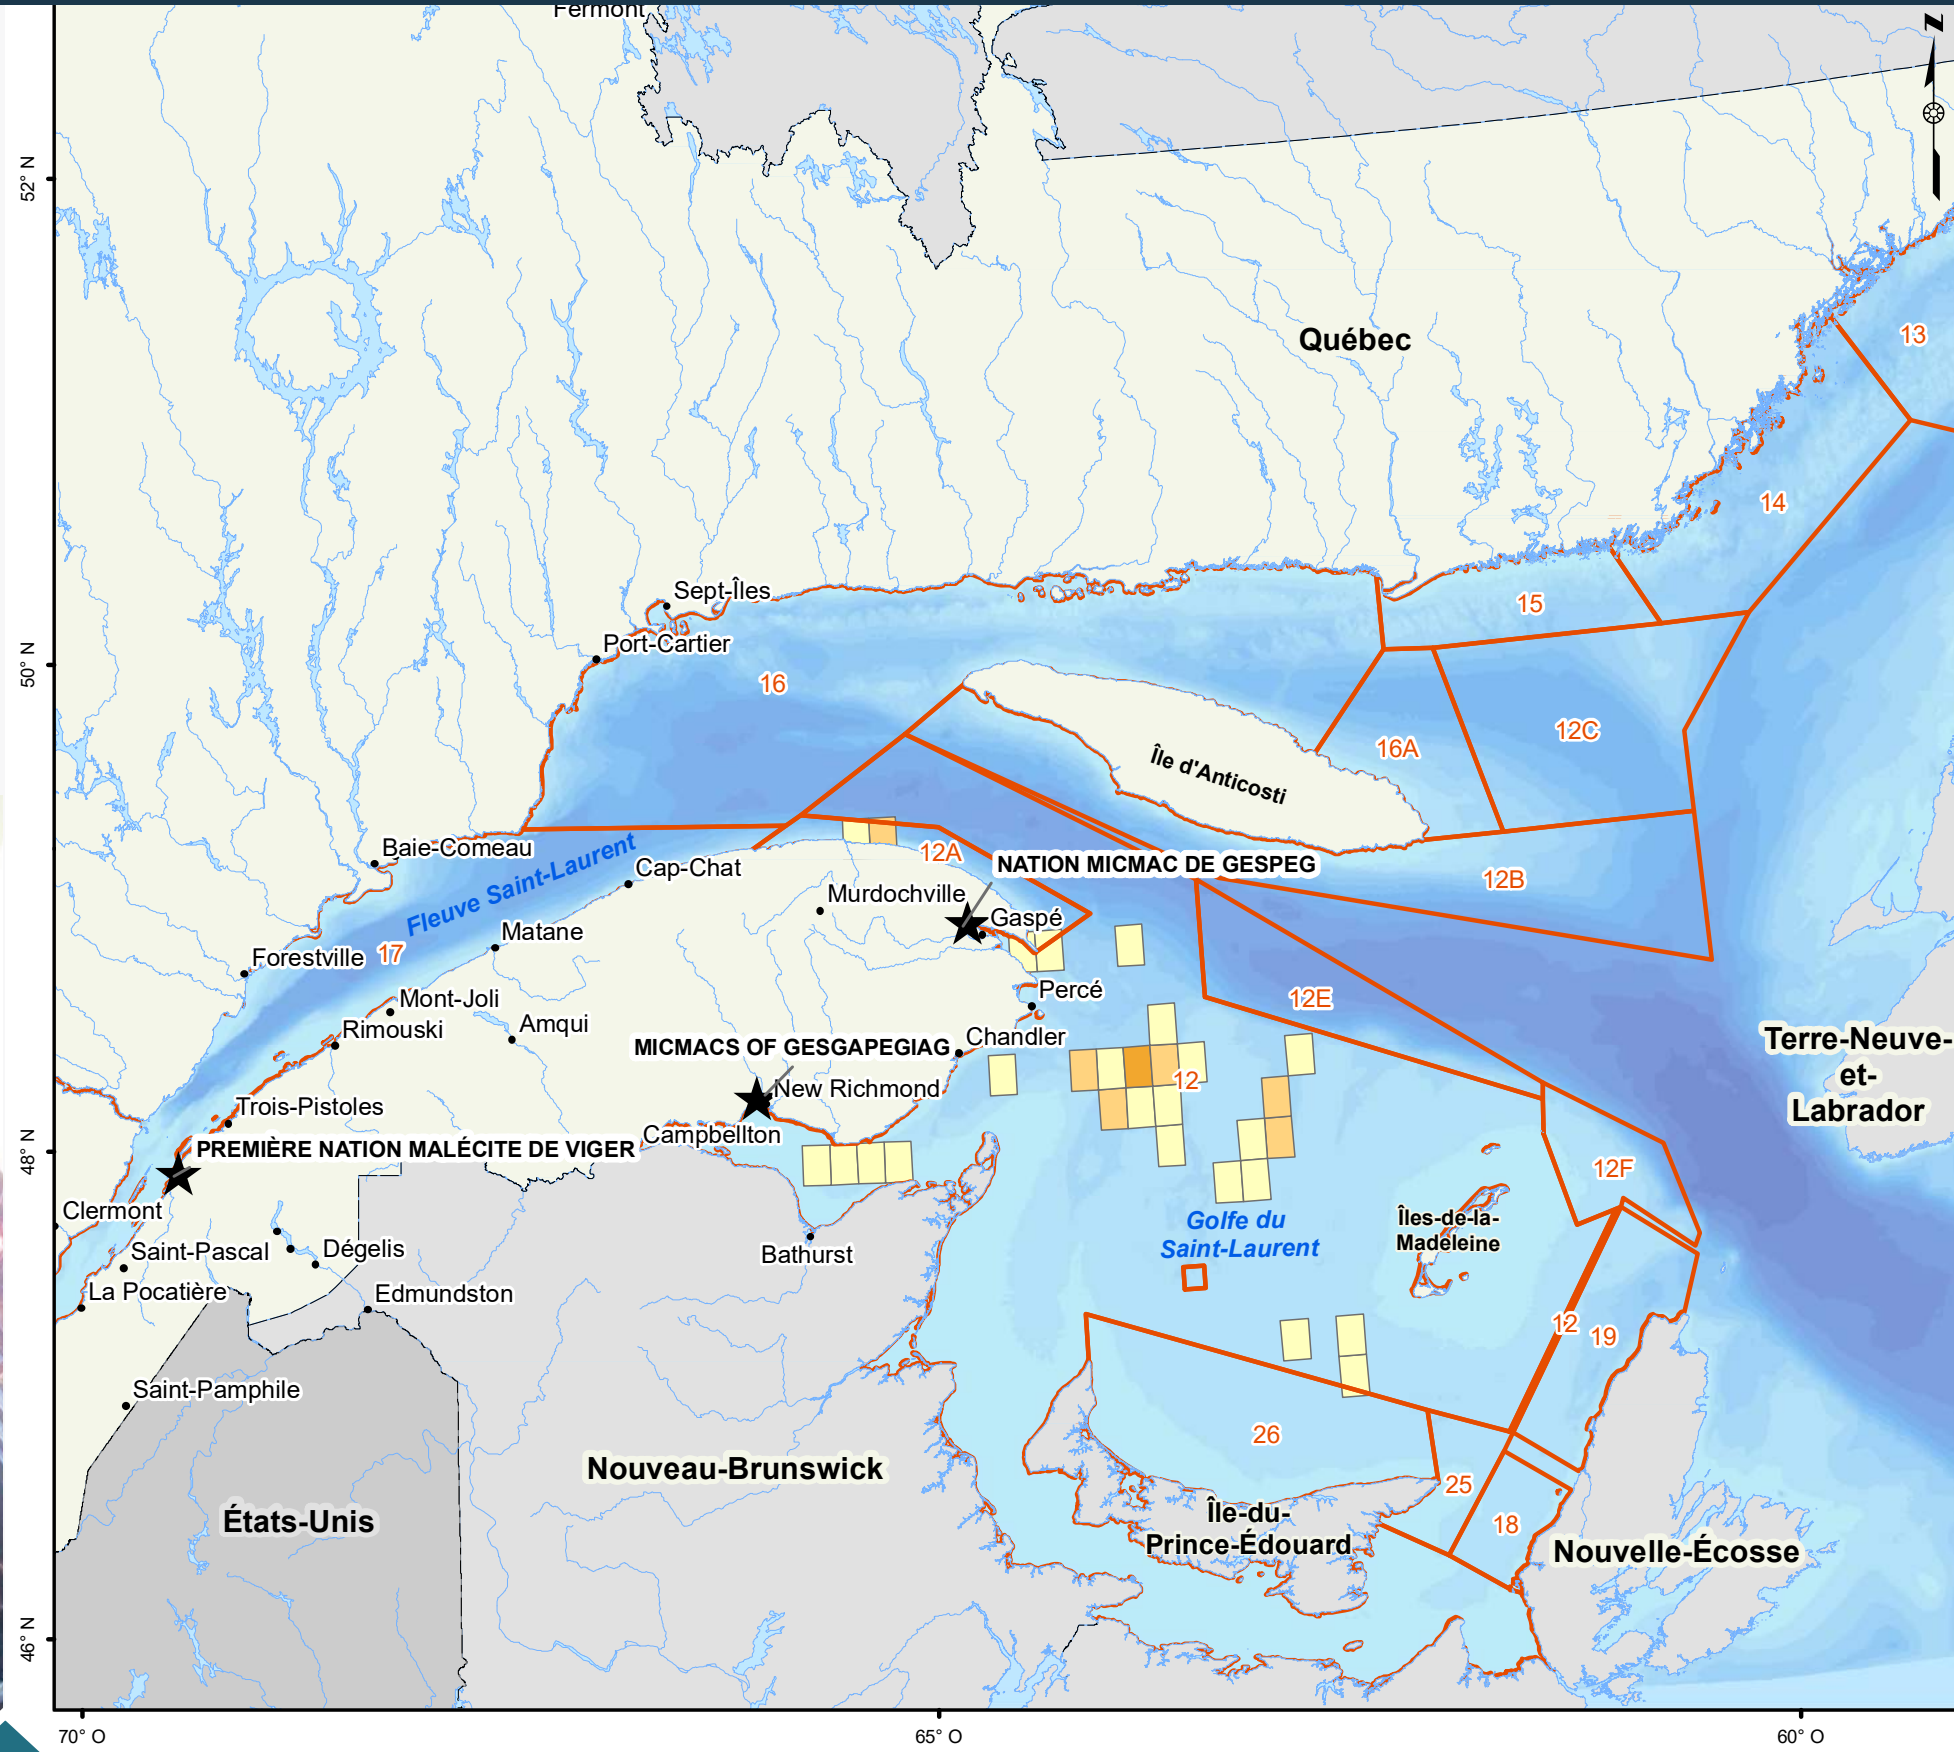 Fermont
N
52° N
13
Québec
14
Sept-Îles
15
Port-Cartier
50° N
16
12C
16A
Île d'Anticosti
Baie-Comeau
12A
Fleuve Saint-Laurent
Cap-Chat
NATION MICMAC DE GESPEG
12B
Murdochville
Gaspé
Matane
17
Forestville
Percé
12E
Mont-Joli
Rimouski
Amqui
Chandler
Terre-Neuve-
et-
Labrador
MICMACS OF GESGAPEGIAG
12
New Richmond
Trois-Pistoles
Campbellton
48° N
PREMIÈRE NATION MALÉCITE DE VIGER
12F
Clermont
Îles-de-la-
Madeleine
Golfe du
Saint-Laurent
Saint-Pascal
Dégelis
Bathurst
La Pocatière
Edmundston
12
19
Saint-Pamphile
26
Nouveau-Brunswick
25
États-Unis
Île-du-
Prince-Édouard
18
Nouvelle-Écosse
46° N
70° O
65° O
60° O